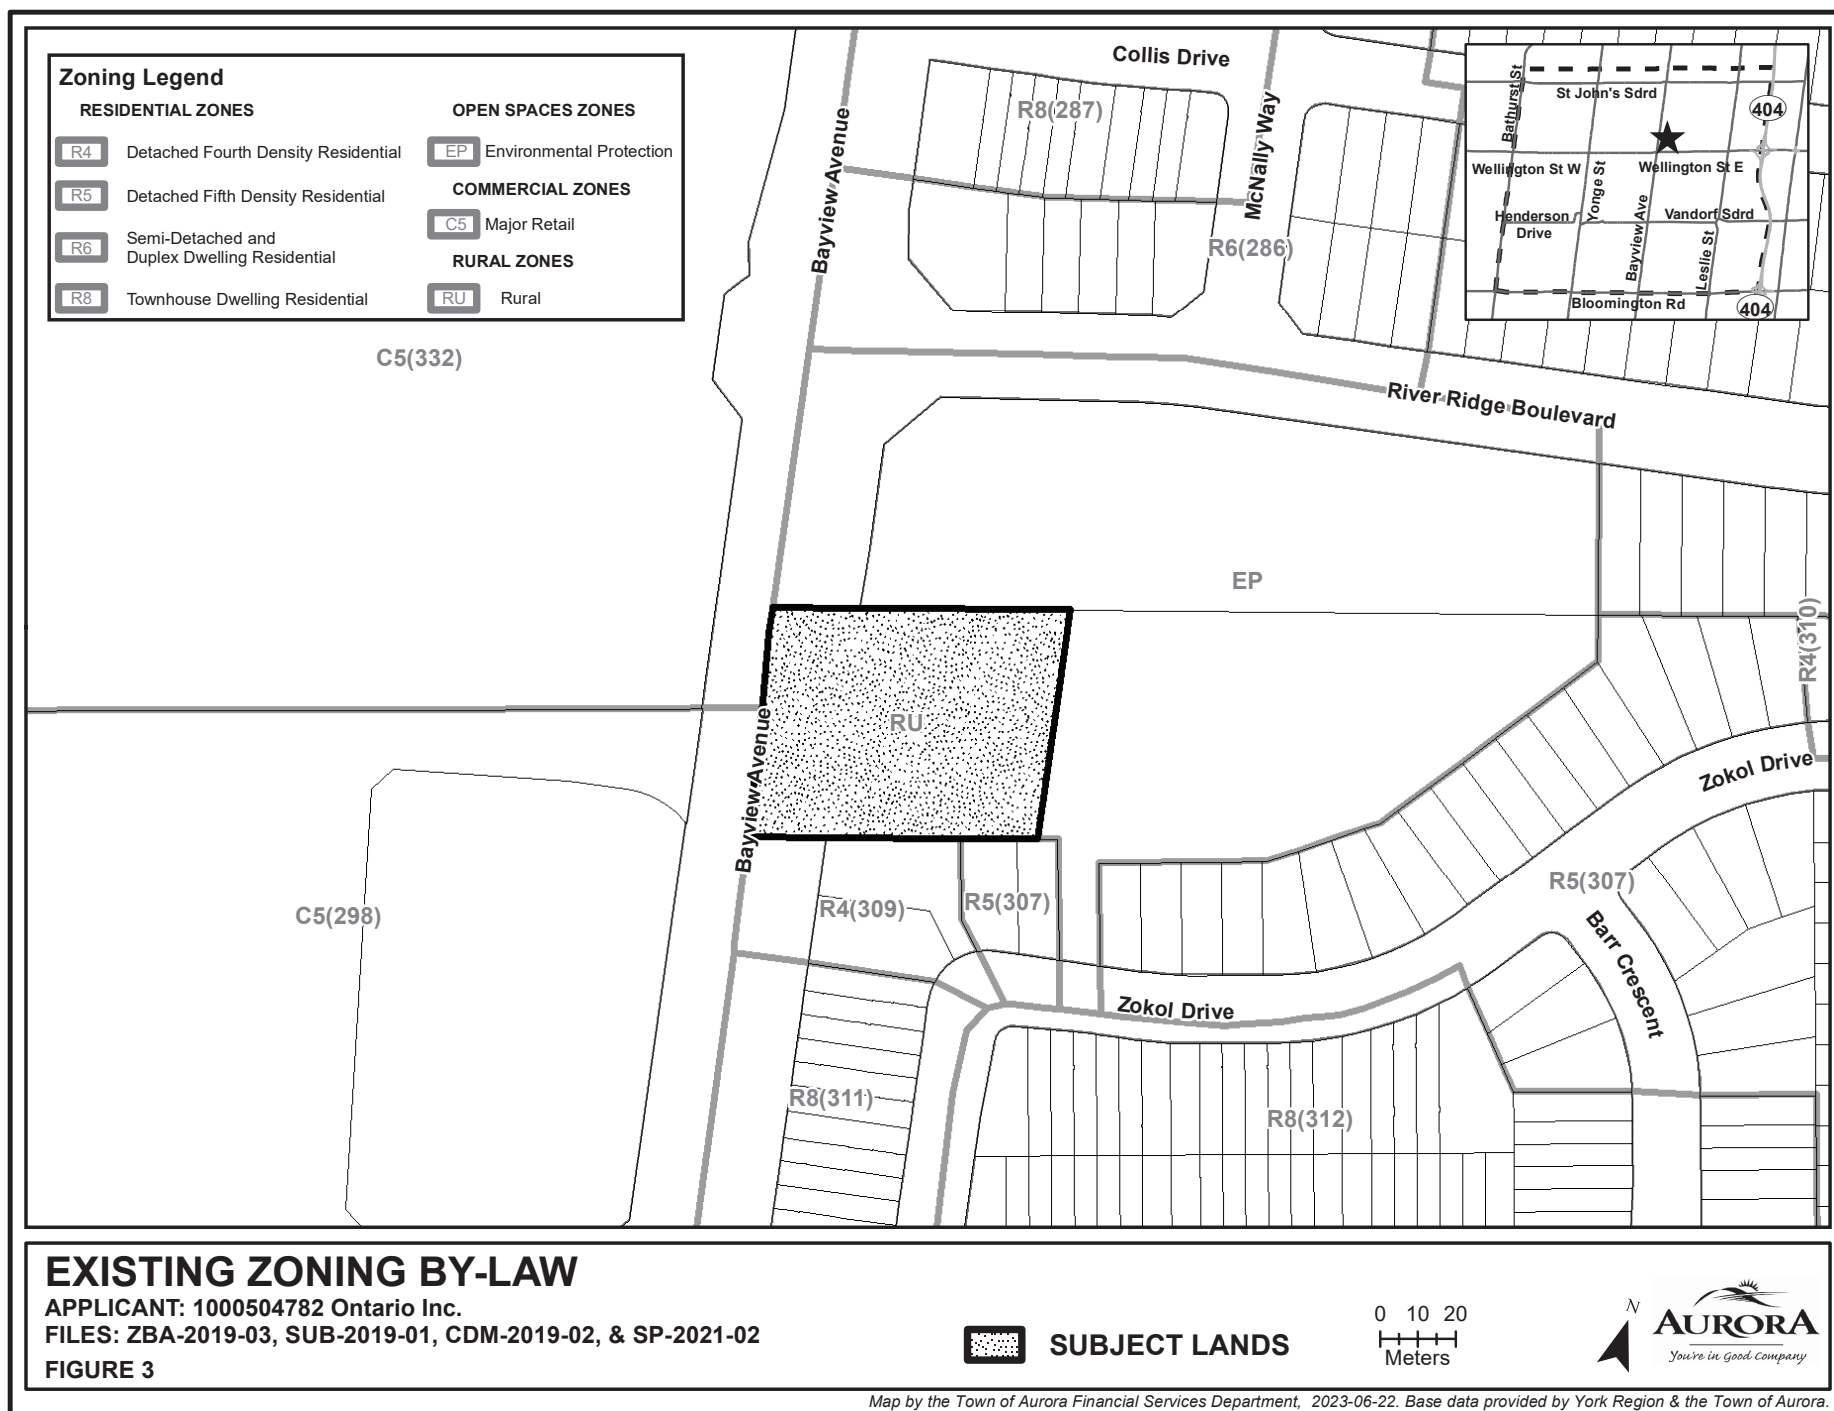 Zoning Legend
RESIDENTIAL ZONES
R4 Detached Fourth Density Residential
R5 Detached Fifth Density Residential
R6 Semi-Detached and
Duplex Dwelling Residential
R8 Townhouse Dwelling Residential
OPEN SPACES ZONES
EP Environmental Protection
COMMERCIAL ZONES
C5 Major Retail
RURAL ZONES
RU Rural
Collis Drive
R8(287)
McNally Way
Bayview Avenue
R6(286)
Bathurst St
St John's Sdrd
404
Wellington St W
Wellington St E
Yonge St
Henderson
Drive
Bayview Ave
Vandorf Sdrd
Leslie St
Bloomington Rd
404
C5(332)
River Ridge Boulevard
EP
R4(310)
RU
Bayview Avenue
Zokol Drive
C5(298)
R4(309)
R5(307)
R5(307)
Barr Crescent
Zokol Drive
R8(311)
R8(312)
EXISTING ZONING BY-LAW
APPLICANT: 1000504782 Ontario Inc.
FILES: ZBA-2019-03, SUB-2019-01, CDM-2019-02, & SP-2021-02
FIGURE 3
SUBJECT LANDS
0 10 20
Meters
N
AURORA
You're in Good Company
Map by the Town of Aurora Financial Services Department, 2023-06-22. Base data provided by York Region & the Town of Aurora.